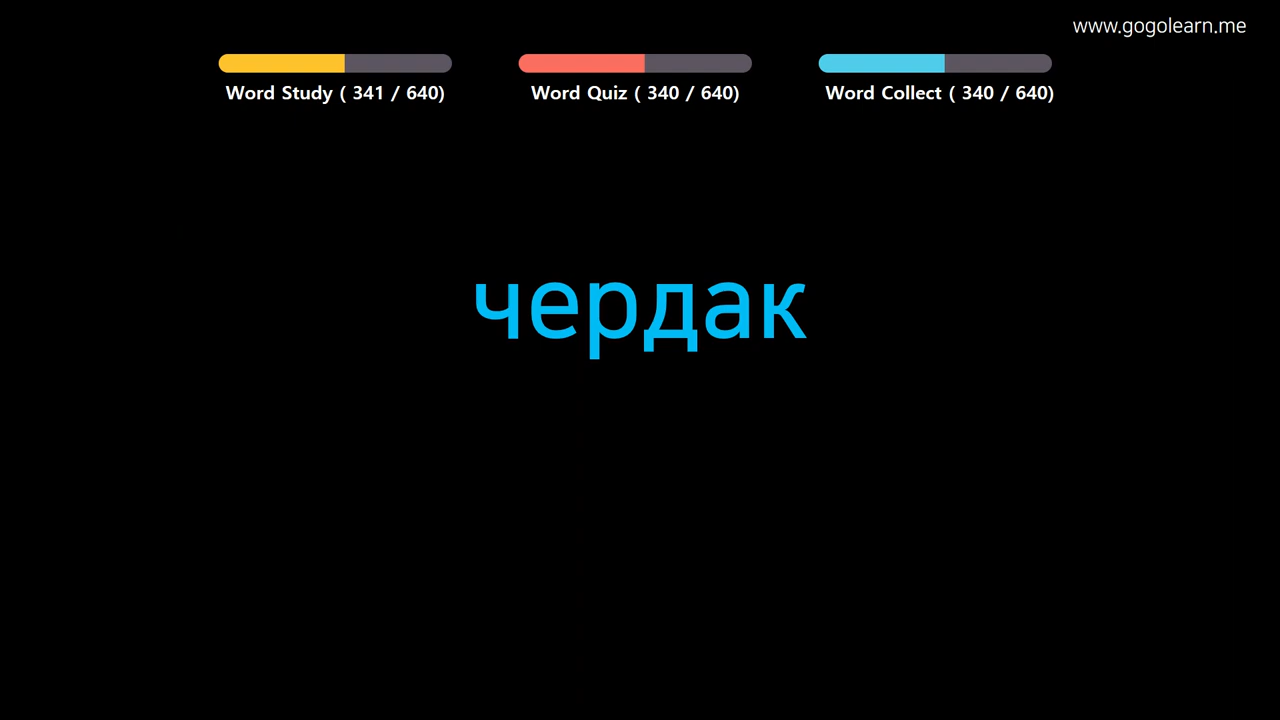 www.gogolearn.me
Word Study ( 341 / 640)
Word Quiz ( 340 / 640)
Word Collect ( 340 / 640)
чердак